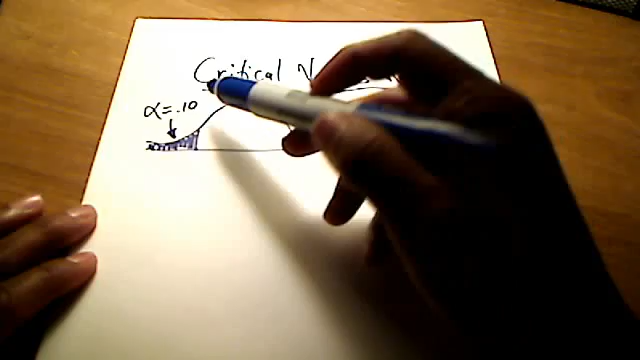 Critical
α = .10